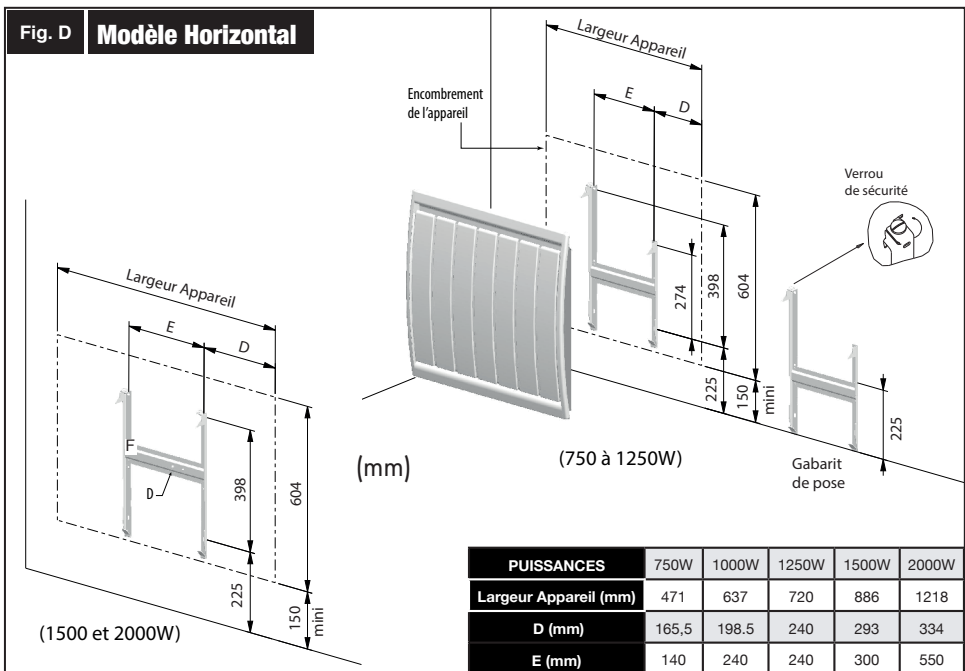 Fig. D Modèle Horizontal
Largeur Appareil
E
D
Encombrement
de l'appareil
Verrou
de sécurité
274
398
604
225
150
mini
225
(750 à 1250W)
Gabarit
de pose
Largeur Appareil
E
D
F
D
398
604
225
150
mini
(mm)
(1500 et 2000W)
PUISSANCES 750W 1000W 1250W 1500W 2000W
Largeur Appareil (mm) 471 637 720 886 1218
D (mm) 165,5 198.5 240 293 334
E (mm) 140 240 240 300 550